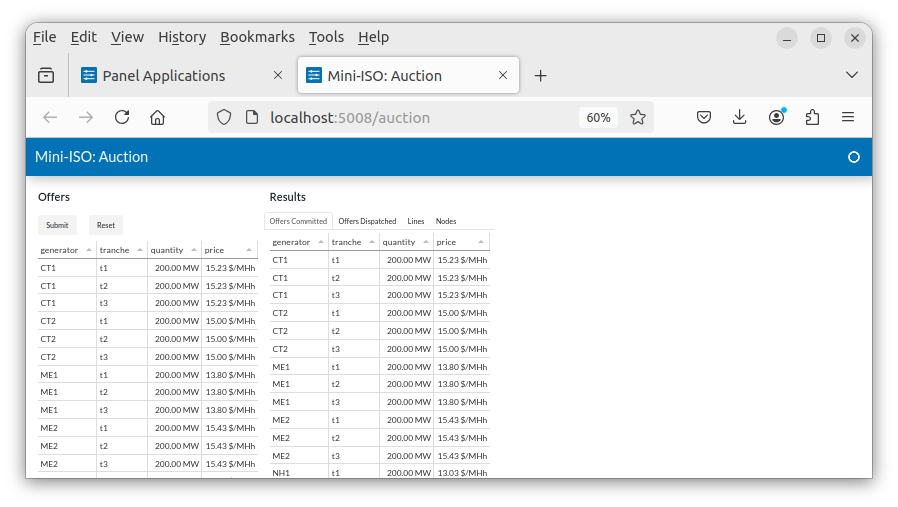 File Edit View History Bookmarks Tools Help
Panel Applications
Mini-ISO: Auction
localhost:5008/auction
60%
Mini-ISO: Auction
Offers
Submit Reset
generator tranche quantity price
CT1 t1 200.00 MW 15.23 $/MHh
CT1 t2 200.00 MW 15.23 $/MHh
CT1 t3 200.00 MW 15.23 $/MHh
CT2 t1 200.00 MW 15.00 $/MHh
CT2 t2 200.00 MW 15.00 $/MHh
CT2 t3 200.00 MW 15.00 $/MHh
ME1 t1 200.00 MW 13.80 $/MHh
ME1 t2 200.00 MW 13.80 $/MHh
ME1 t3 200.00 MW 13.80 $/MHh
ME2 t1 200.00 MW 15.43 $/MHh
ME2 t2 200.00 MW 15.43 $/MHh
ME2 t3 200.00 MW 15.43 $/MHh
Results
Offers Committed Offers Dispatched Lines Nodes
generator tranche quantity price
CT1 t1 200.00 MW 15.23 $/MHh
CT1 t2 200.00 MW 15.23 $/MHh
CT1 t3 200.00 MW 15.23 $/MHh
CT2 t1 200.00 MW 15.00 $/MHh
CT2 t2 200.00 MW 15.00 $/MHh
CT2 t3 200.00 MW 15.00 $/MHh
ME1 t1 200.00 MW 13.80 $/MHh
ME1 t2 200.00 MW 13.80 $/MHh
ME1 t3 200.00 MW 13.80 $/MHh
ME2 t1 200.00 MW 15.43 $/MHh
ME2 t2 200.00 MW 15.43 $/MHh
ME2 t3 200.00 MW 15.43 $/MHh
NH1 t1 200.00 MW 13.03 $/MHh